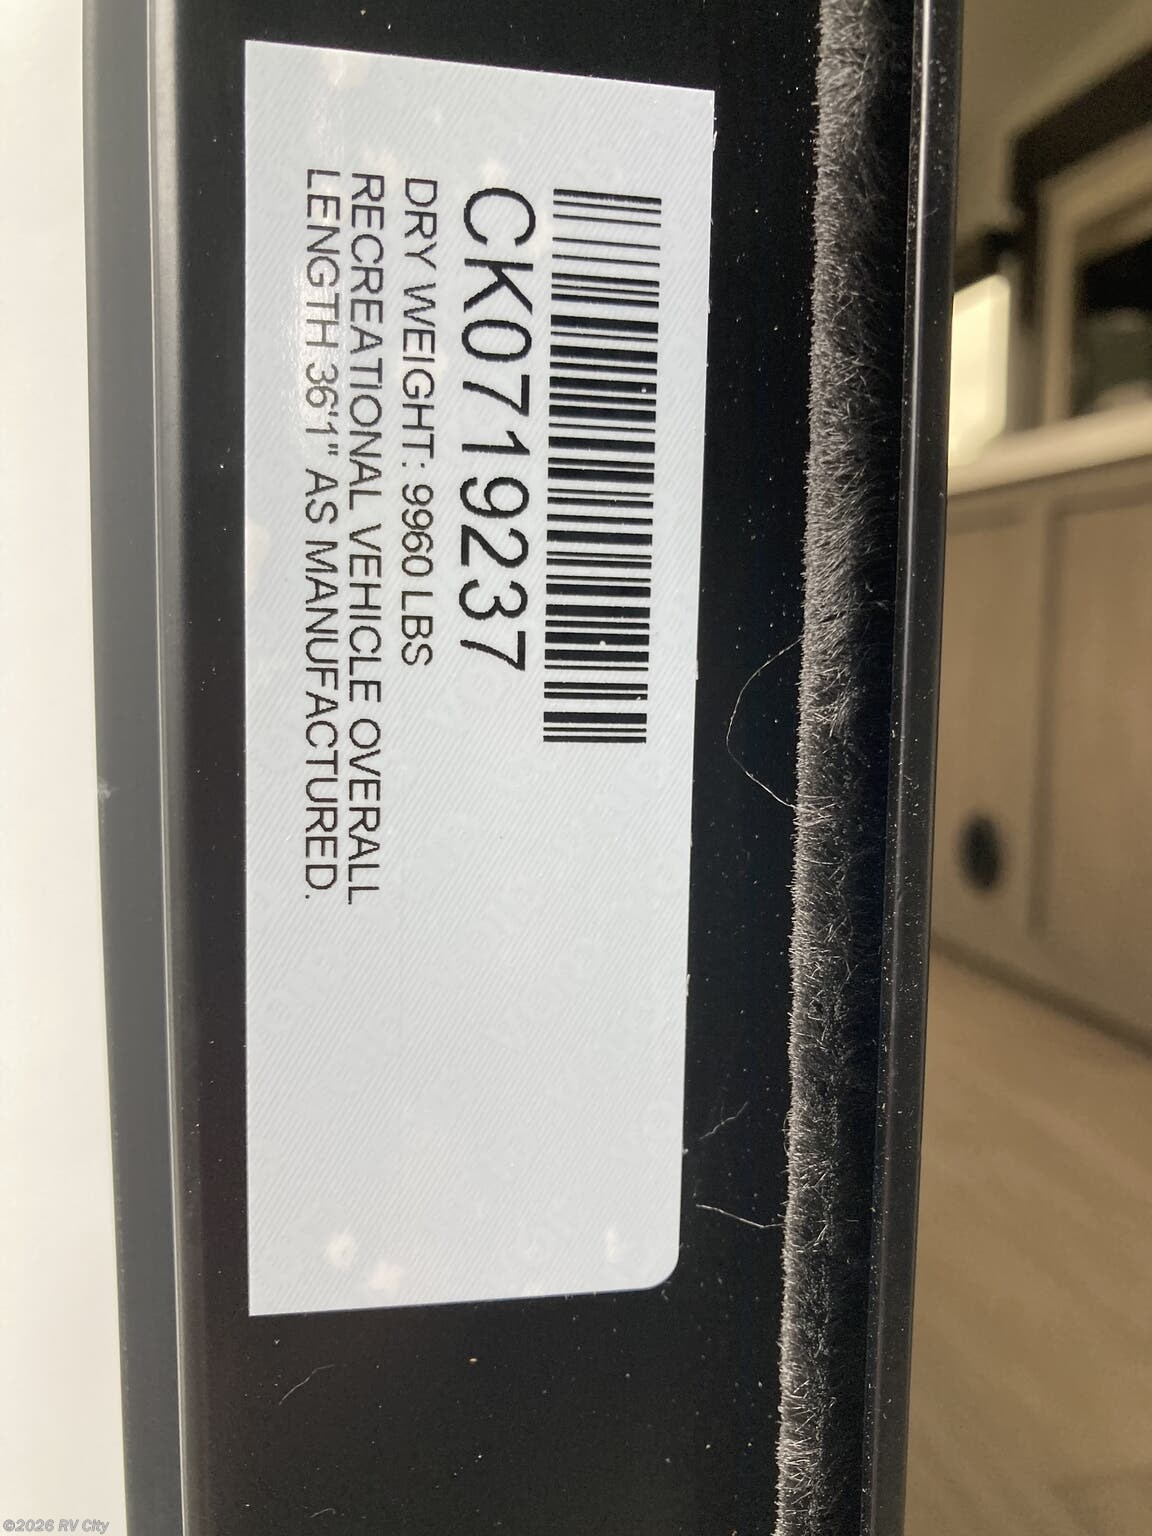 CK0719237
DRY WEIGHT: 9960 LBS
RECREATIONAL VEHICLE OVERALL
LENGTH 36'1" AS MANUFACTURED.
©2026 RV City